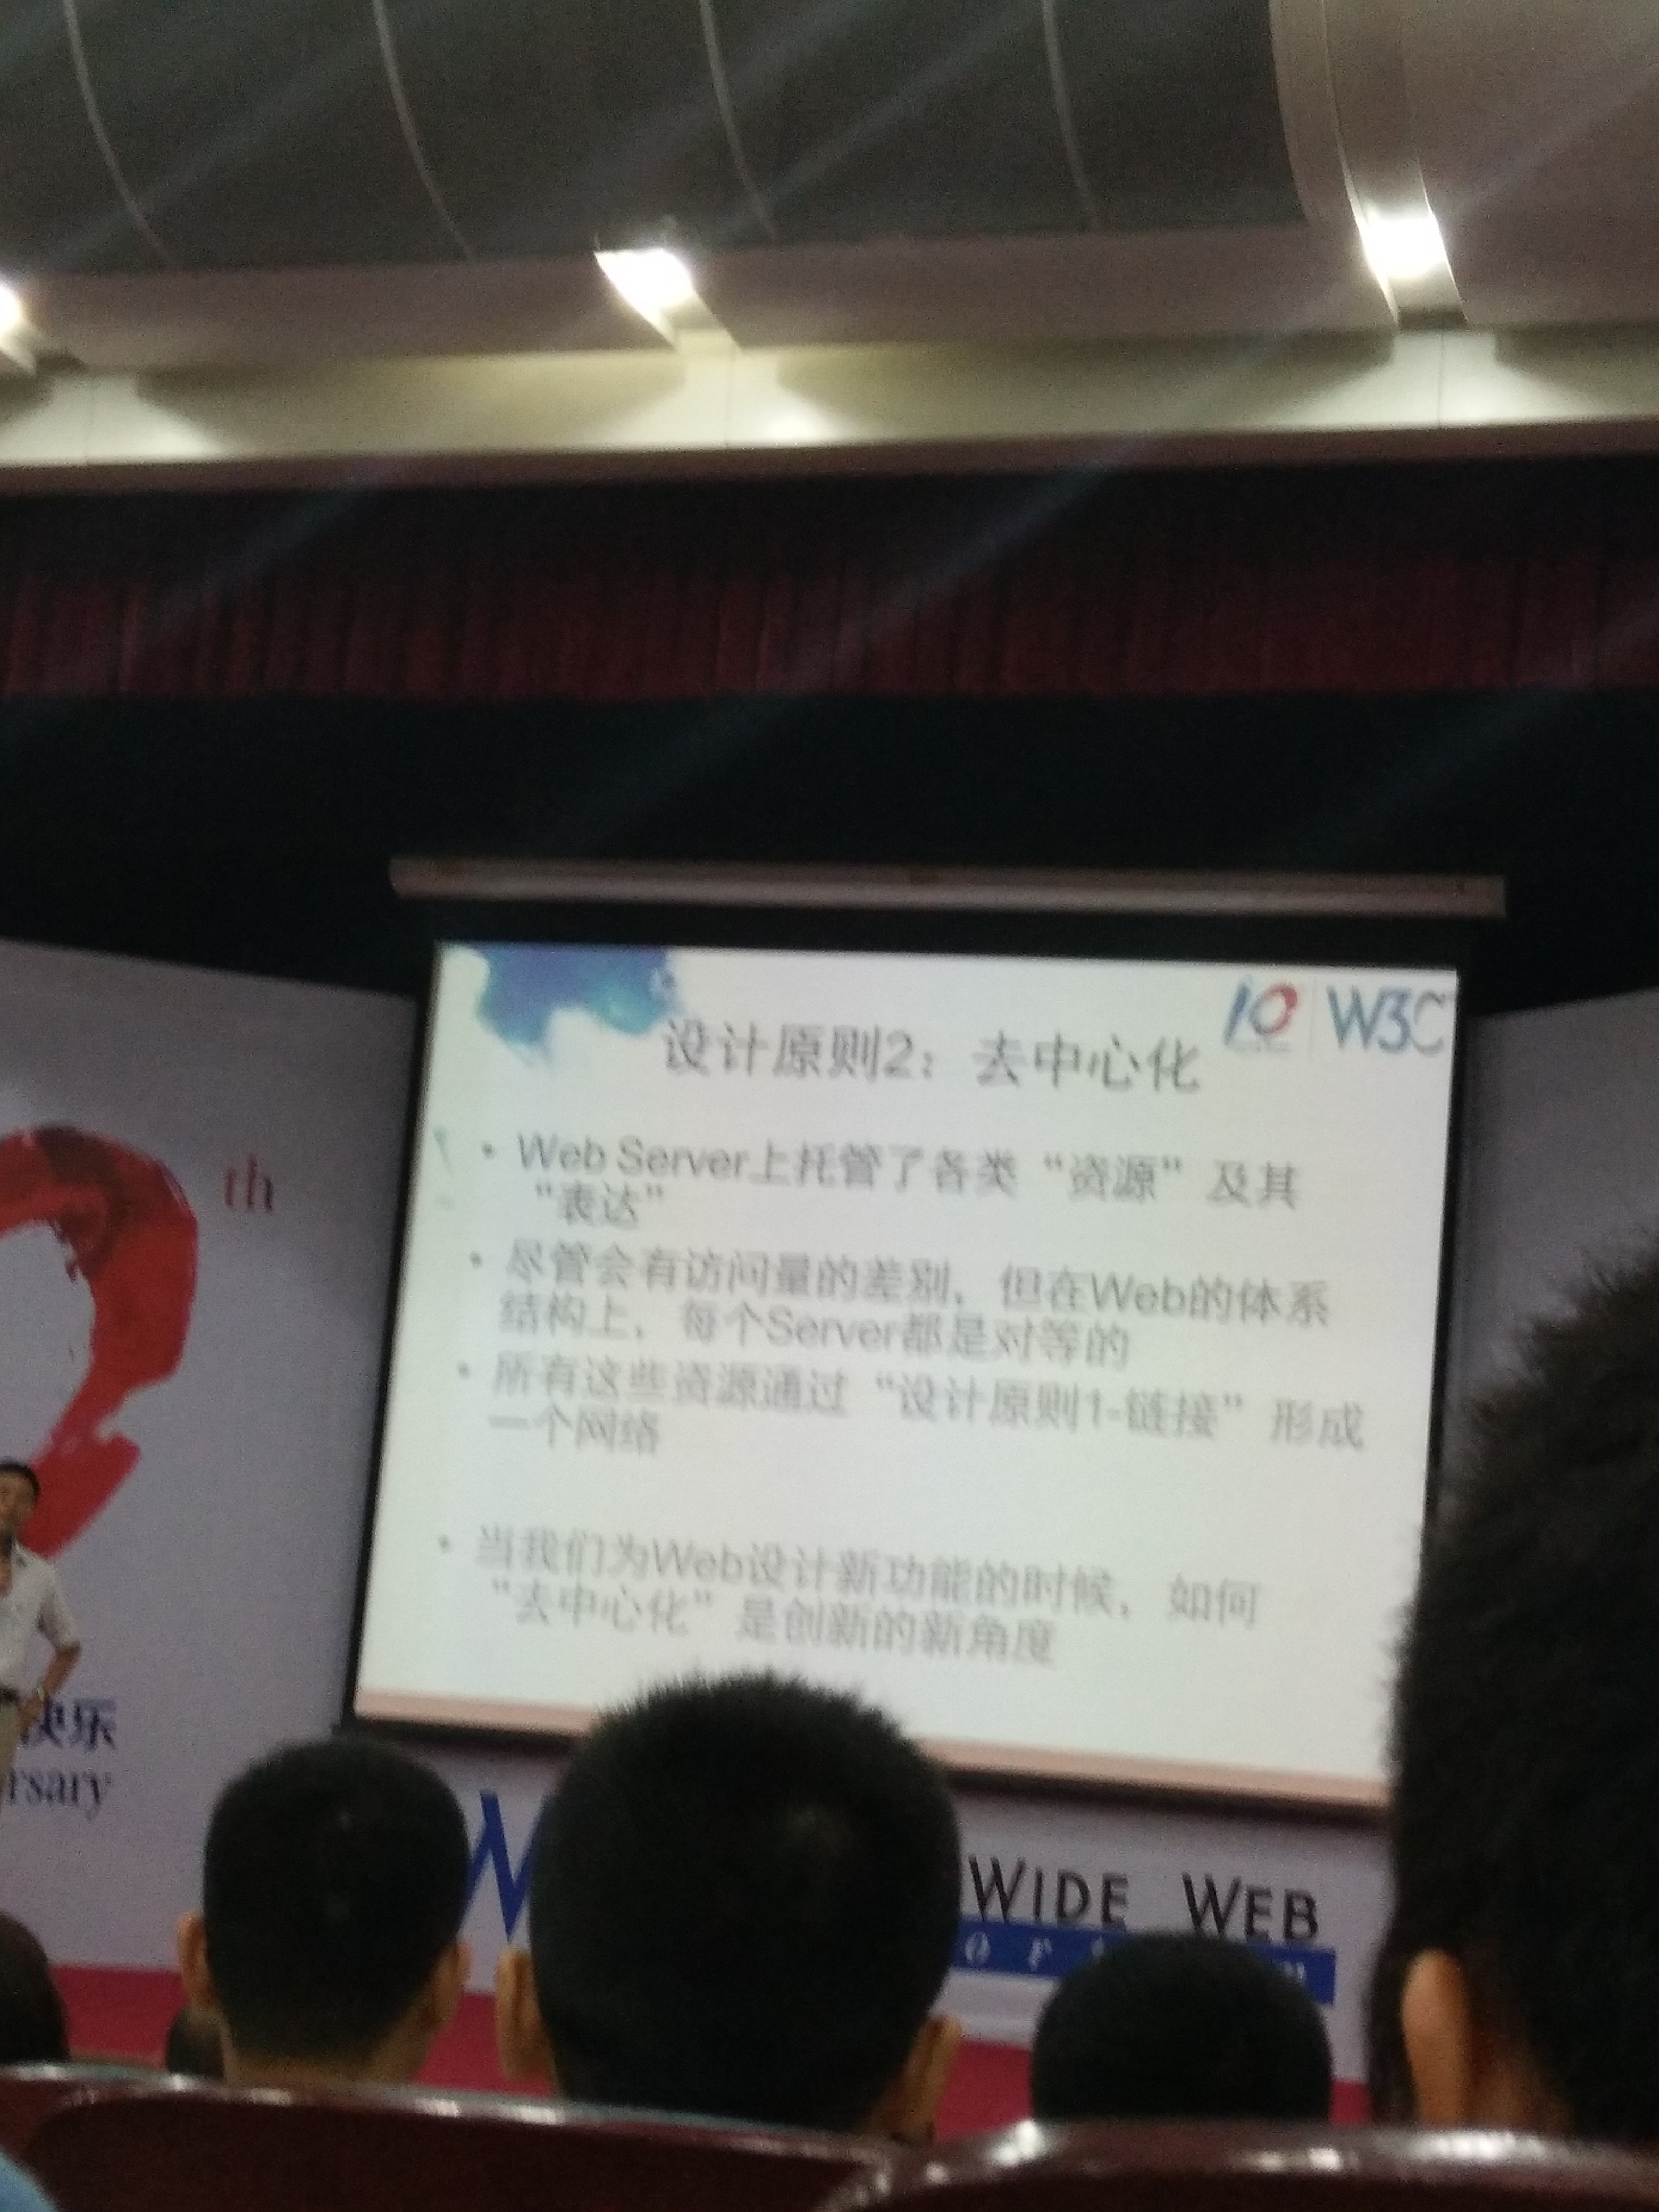 10 W3C
设计原则2：去中心化
• Web Server上托管了各类“资源”及其
“表达”
• 尽管会有访问量的差别，但在Web的体系
结构上，每个Server都是对等的
• 所有这些资源通过“设计原则1-链接”形成
一个网络
• 当我们为Web设计新功能的时候，如何
“去中心化”是创新的新角度
th
快乐
rsary
W
WIDE WEB